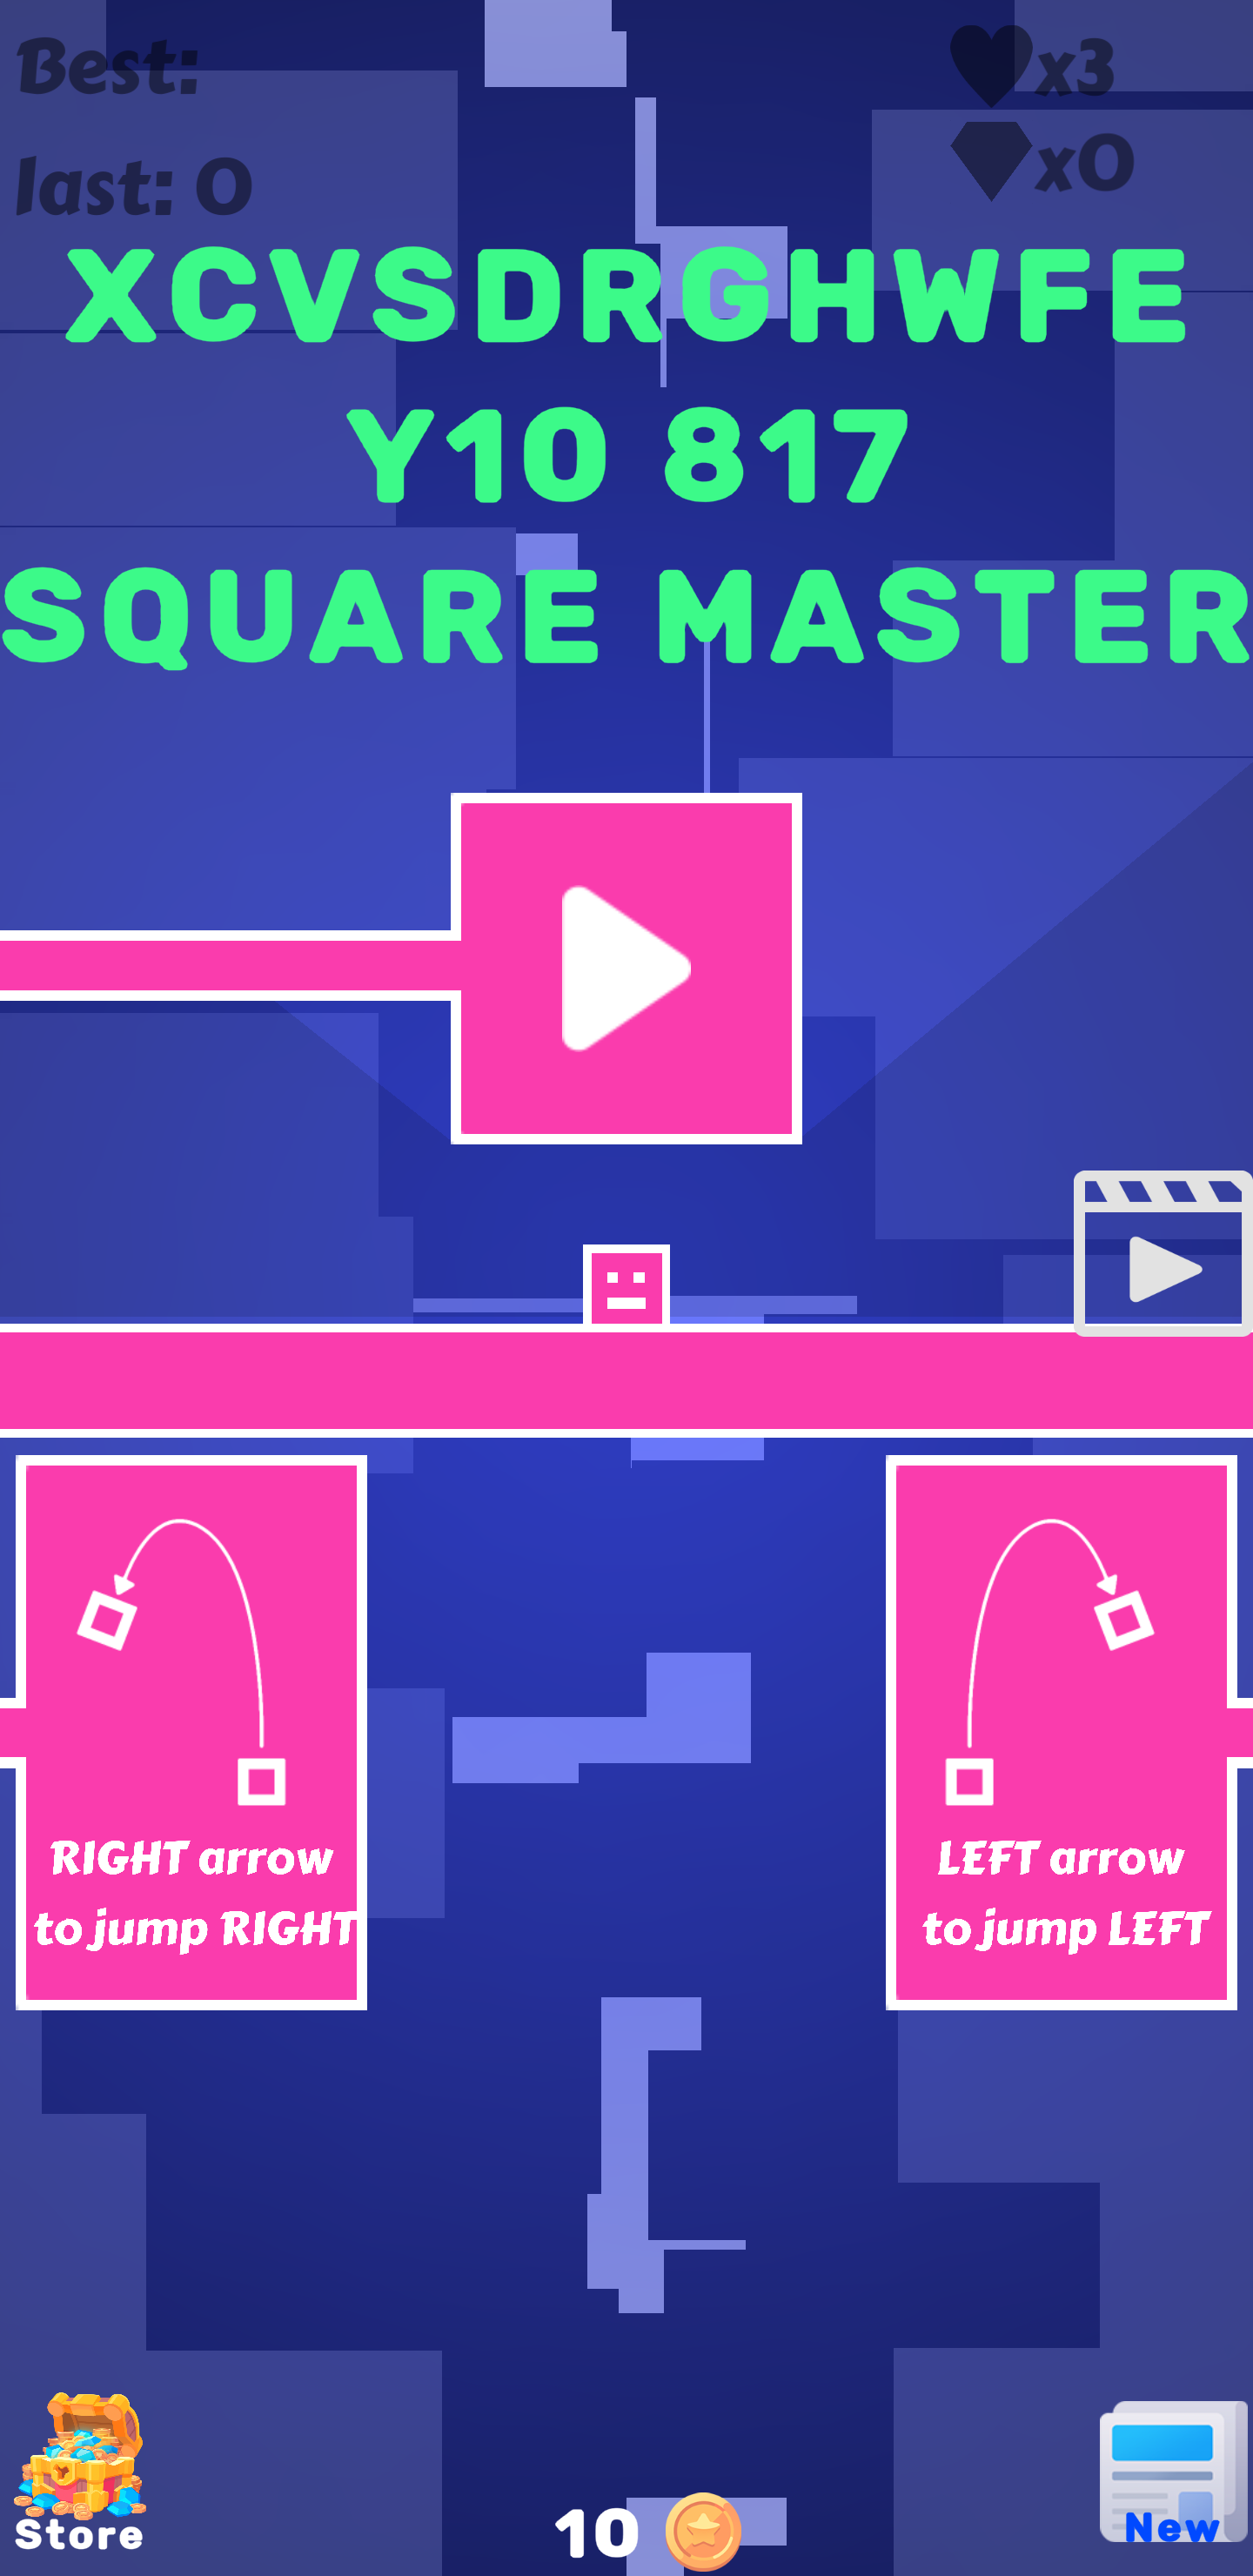 Best:
x3
last: 0
x0
XCVSDRGHWFE
Y10 817
SQUARE MASTER
RIGHT arrow
to jump RIGHT
LEFT arrow
to jump LEFT
Store
10
New